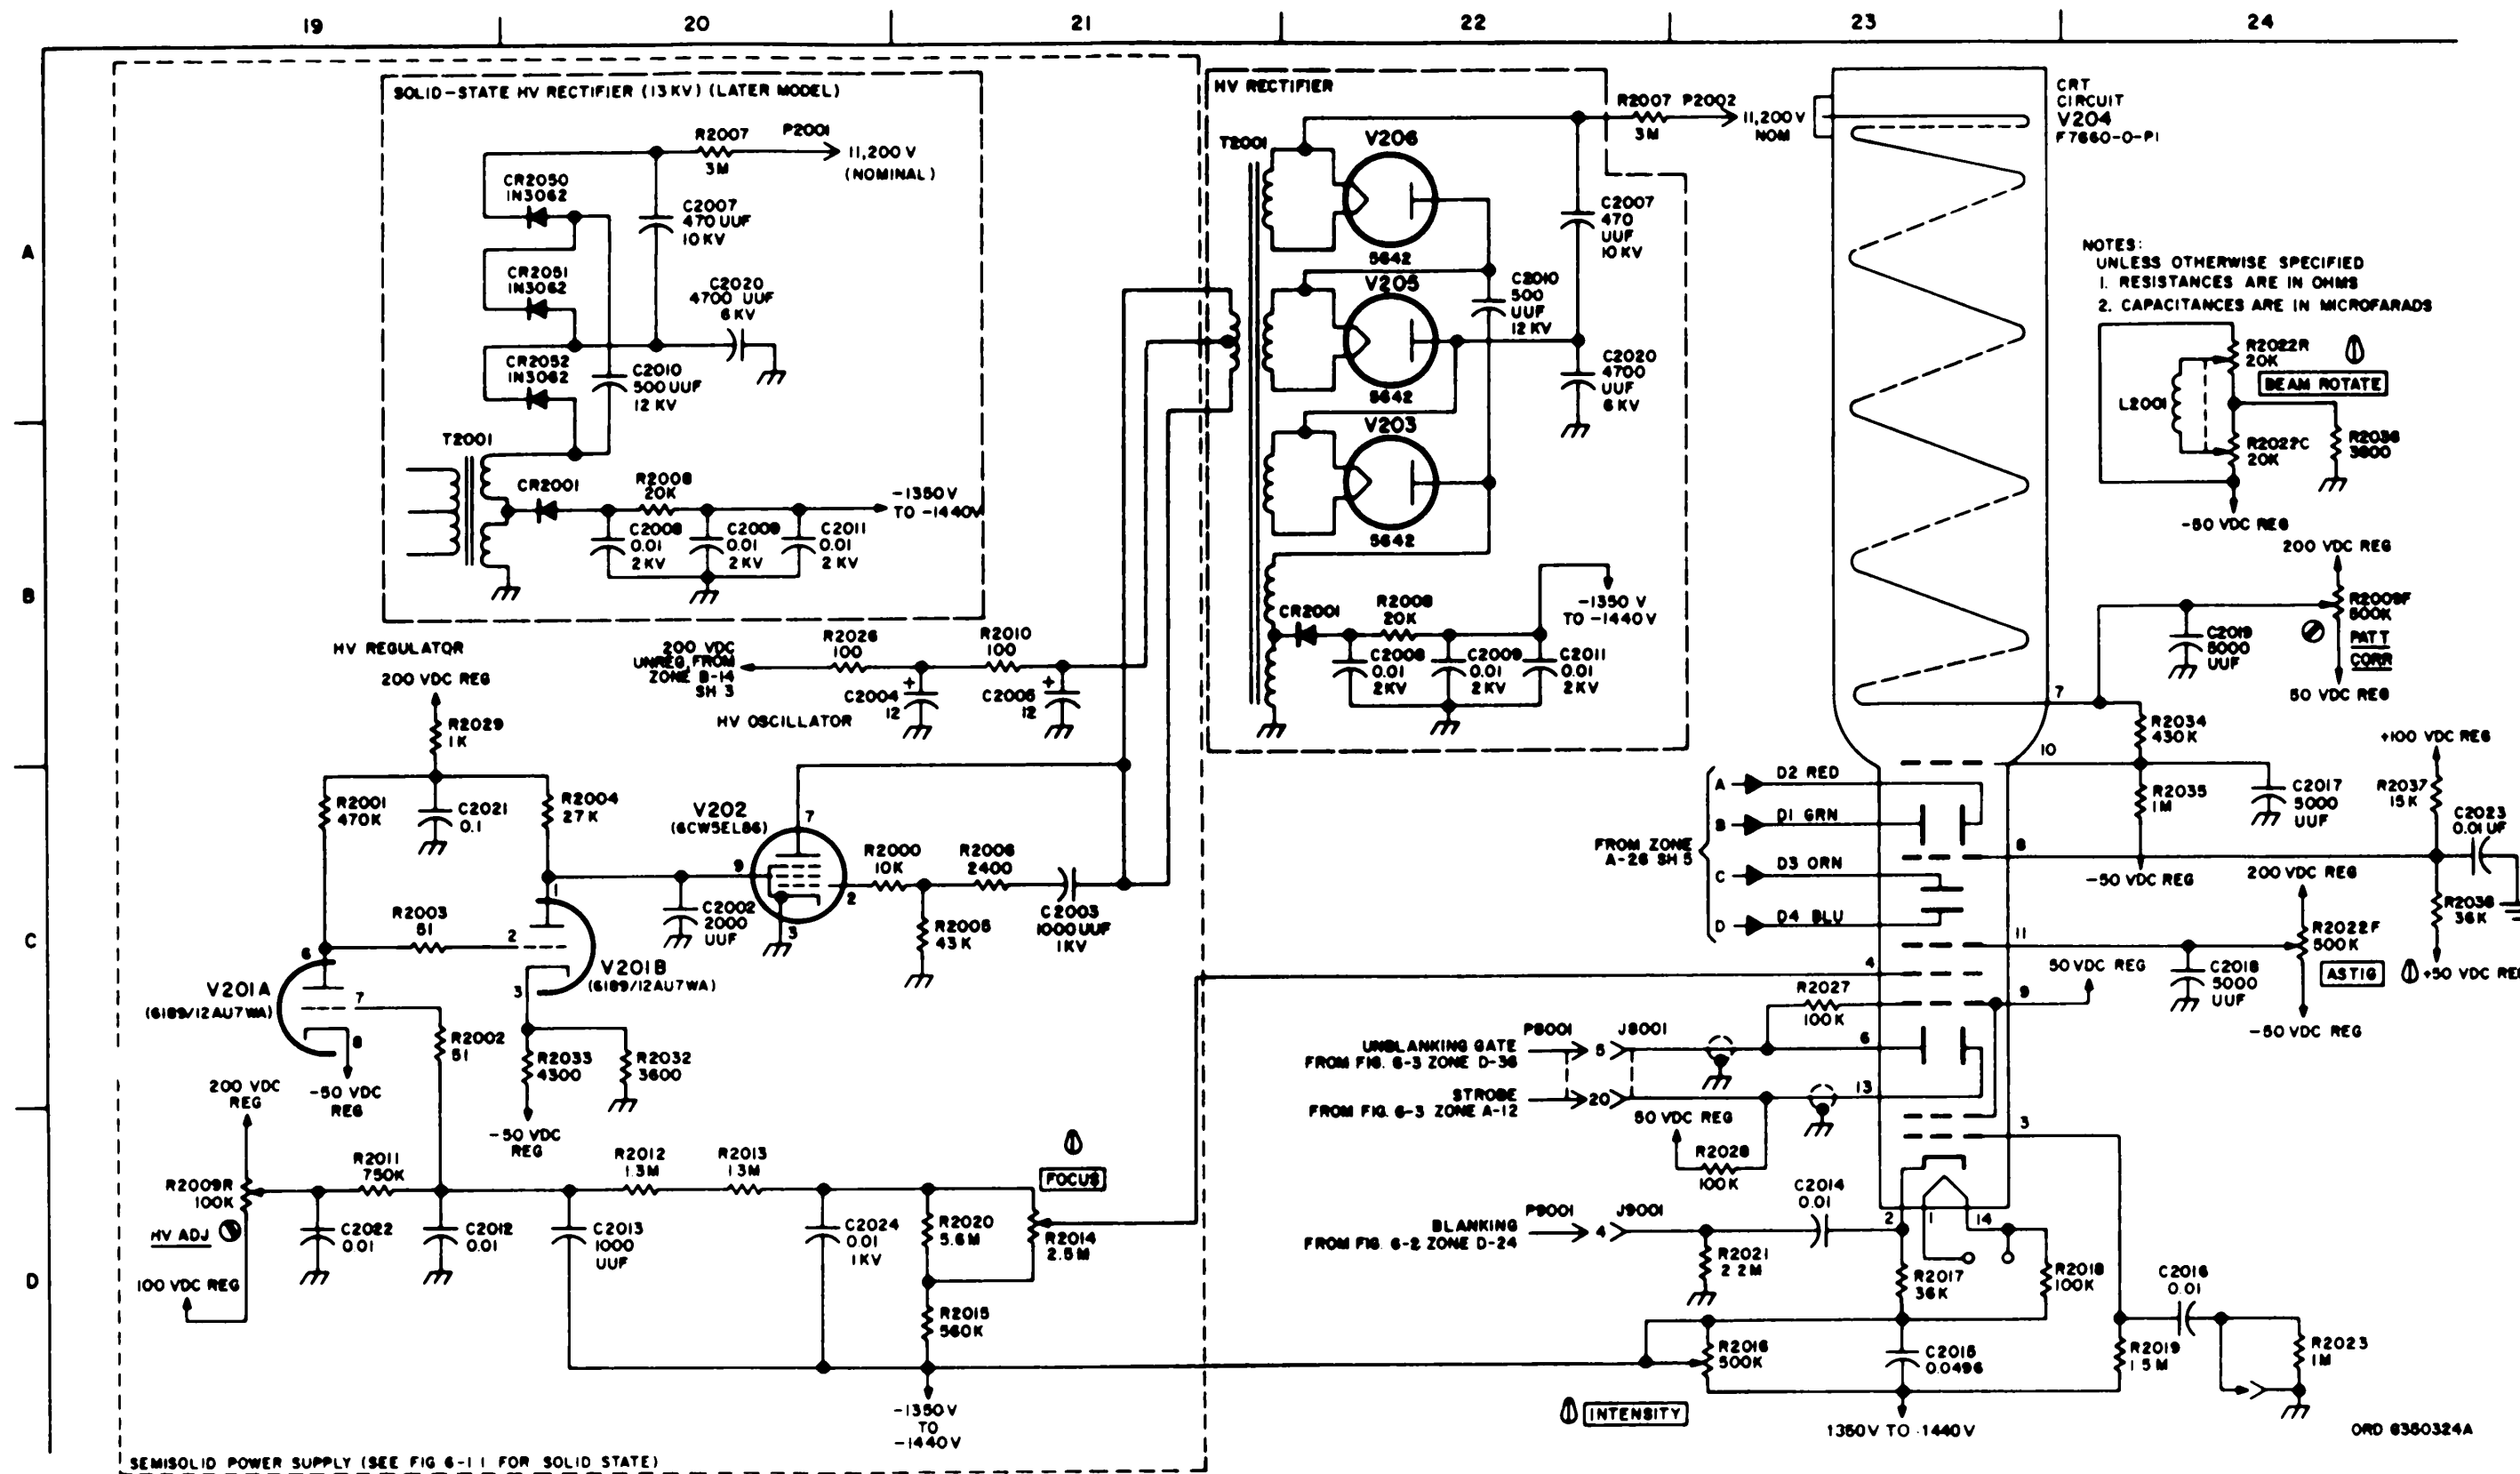 19
20
21
22
23
24
A
B
C
D
SOLID-STATE HV RECTIFIER (13KV) (LATER MODEL)
R2007
3M
P2001
11,200 V
(NOMINAL)
CR2050
1N3062
C2007
470 UUF
10 KV
CR2051
1N3062
C2020
4700 UUF
6 KV
CR2052
1N3062
C2010
500 UUF
12 KV
T2001
CR2001
R2008
20K
-1350 V
TO -1440V
C2008
0.01
2 KV
C2009
0.01
2 KV
C2011
0.01
2 KV
HV RECTIFIER
T2001
R2007 P2002
3M
11,200 V
NOM
V206
5642
V205
5642
V203
5642
C2007
470
UUF
10 KV
C2010
500
UUF
12 KV
C2020
4700
UUF
6 KV
CR2001
R2008
20K
-1350 V
TO -1440V
C2008
0.01
2KV
C2009
0.01
2KV
C2011
0.01
2KV
CRT
CIRCUIT
V204
F7660-0-P1
NOTES:
UNLESS OTHERWISE SPECIFIED
1. RESISTANCES ARE IN OHMS
2. CAPACITANCES ARE IN MICROFARADS
R2022R
20K
BEAM ROTATE
L2001
R2022C
20K
R2036
3800
-50 VDC REG
200 VDC REG
R2009F
500K
PATT
CORR
50 VDC REG
C2019
5000
UUF
7
R2034
430K
10
+100 VDC REG
R2035
1M
C2017
5000
UUF
R2037
15K
C2023
0.01 UF
8
-50 VDC REG
200 VDC REG
R2038
36K
11
R2022F
500K
ASTIG
+50 VDC REG
C2018
5000
UUF
-50 VDC REG
50 VDC REG
9
HV REGULATOR
200 VDC REG
R2029
1K
200 VDC
UNREG FROM
ZONE B-14
SH 3
R2026
100
R2010
100
C2004
12
C2005
12
+
+
HV OSCILLATOR
R2001
470K
C2021
0.1
R2004
27K
V202
(6CW5EL86)
7
9
2
3
R2000
10K
R2006
2400
C2002
2000
UUF
R2005
43K
C2003
1000 UUF
1KV
R2003
51
1
2
3
V201B
(6189/12AU7WA)
6
7
8
V201A
(6189/12AU7WA)
R2002
51
R2033
4300
R2032
3600
-50 VDC
REG
-50 VDC
REG
200 VDC
REG
R2009R
100K
HV ADJ
100 VDC REG
R2011
750K
C2022
0.01
C2012
0.01
R2012
1.3M
R2013
1.3M
C2013
1000
UUF
C2024
0.01
1KV
R2020
5.6M
FOCUS
R2014
2.5M
R2015
560K
-1350V
TO
-1440V
FROM ZONE
A-26 SH 5
A D2 RED
B D1 GRN
C D3 ORN
D D4 BLU
4
R2027
100K
P8001
J8001
UNBLANKING GATE
FROM FIG. 6-3 ZONE D-36
5
6
STROBE
FROM FIG. 6-3 ZONE A-12
20
13
50 VDC REG
R2028
100K
3
P9001
J9001
BLANKING
FROM FIG. 6-2 ZONE D-24
4
C2014
0.01
2
1
14
R2021
2.2M
R2017
36K
R2018
100K
C2016
0.01
R2016
500K
C2015
0.0496
R2019
1.5M
R2023
1M
INTENSITY
1350V TO -1440V
ORD G350324A
SEMISOLID POWER SUPPLY (SEE FIG 6-11 FOR SOLID STATE)